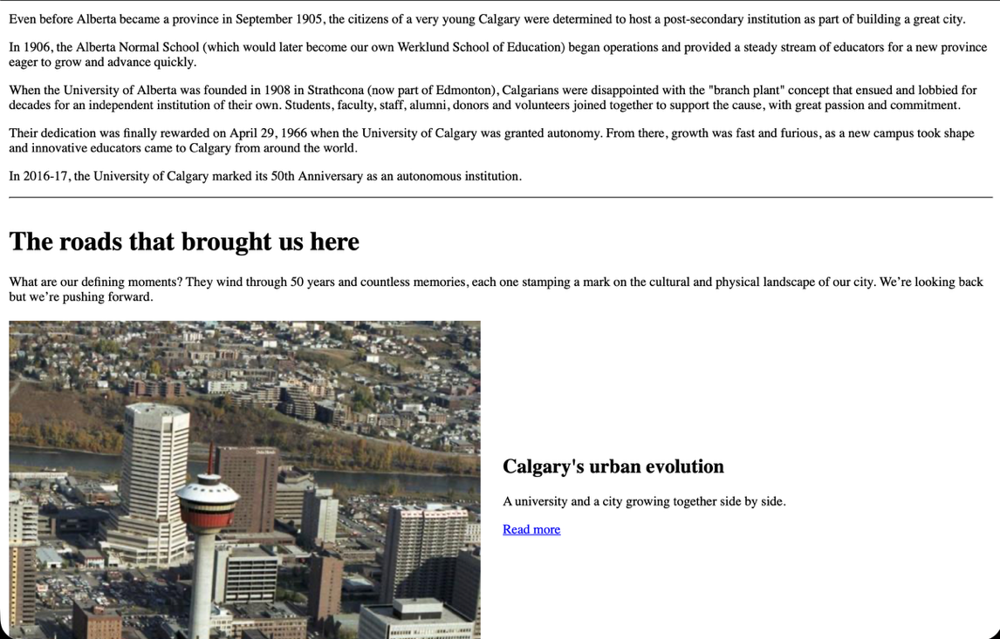 Even before Alberta became a province in September 1905, the citizens of a very young Calgary were determined to host a post-secondary institution as part of building a great city.
In 1906, the Alberta Normal School (which would later become our own Werklund School of Education) began operations and provided a steady stream of educators for a new province
eager to grow and advance quickly.
When the University of Alberta was founded in 1908 in Strathcona (now part of Edmonton), Calgarians were disappointed with the "branch plant" concept that ensued and lobbied for
decades for an independent institution of their own. Students, faculty, staff, alumni, donors and volunteers joined together to support the cause, with great passion and commitment.
Their dedication was finally rewarded on April 29, 1966 when the University of Calgary was granted autonomy. From there, growth was fast and furious, as a new campus took shape
and innovative educators came to Calgary from around the world.
In 2016-17, the University of Calgary marked its 50th Anniversary as an autonomous institution.
The roads that brought us here
What are our defining moments? They wind through 50 years and countless memories, each one stamping a mark on the cultural and physical landscape of our city. We’re looking back
but we’re pushing forward.
Calgary's urban evolution
A university and a city growing together side by side.
Read more